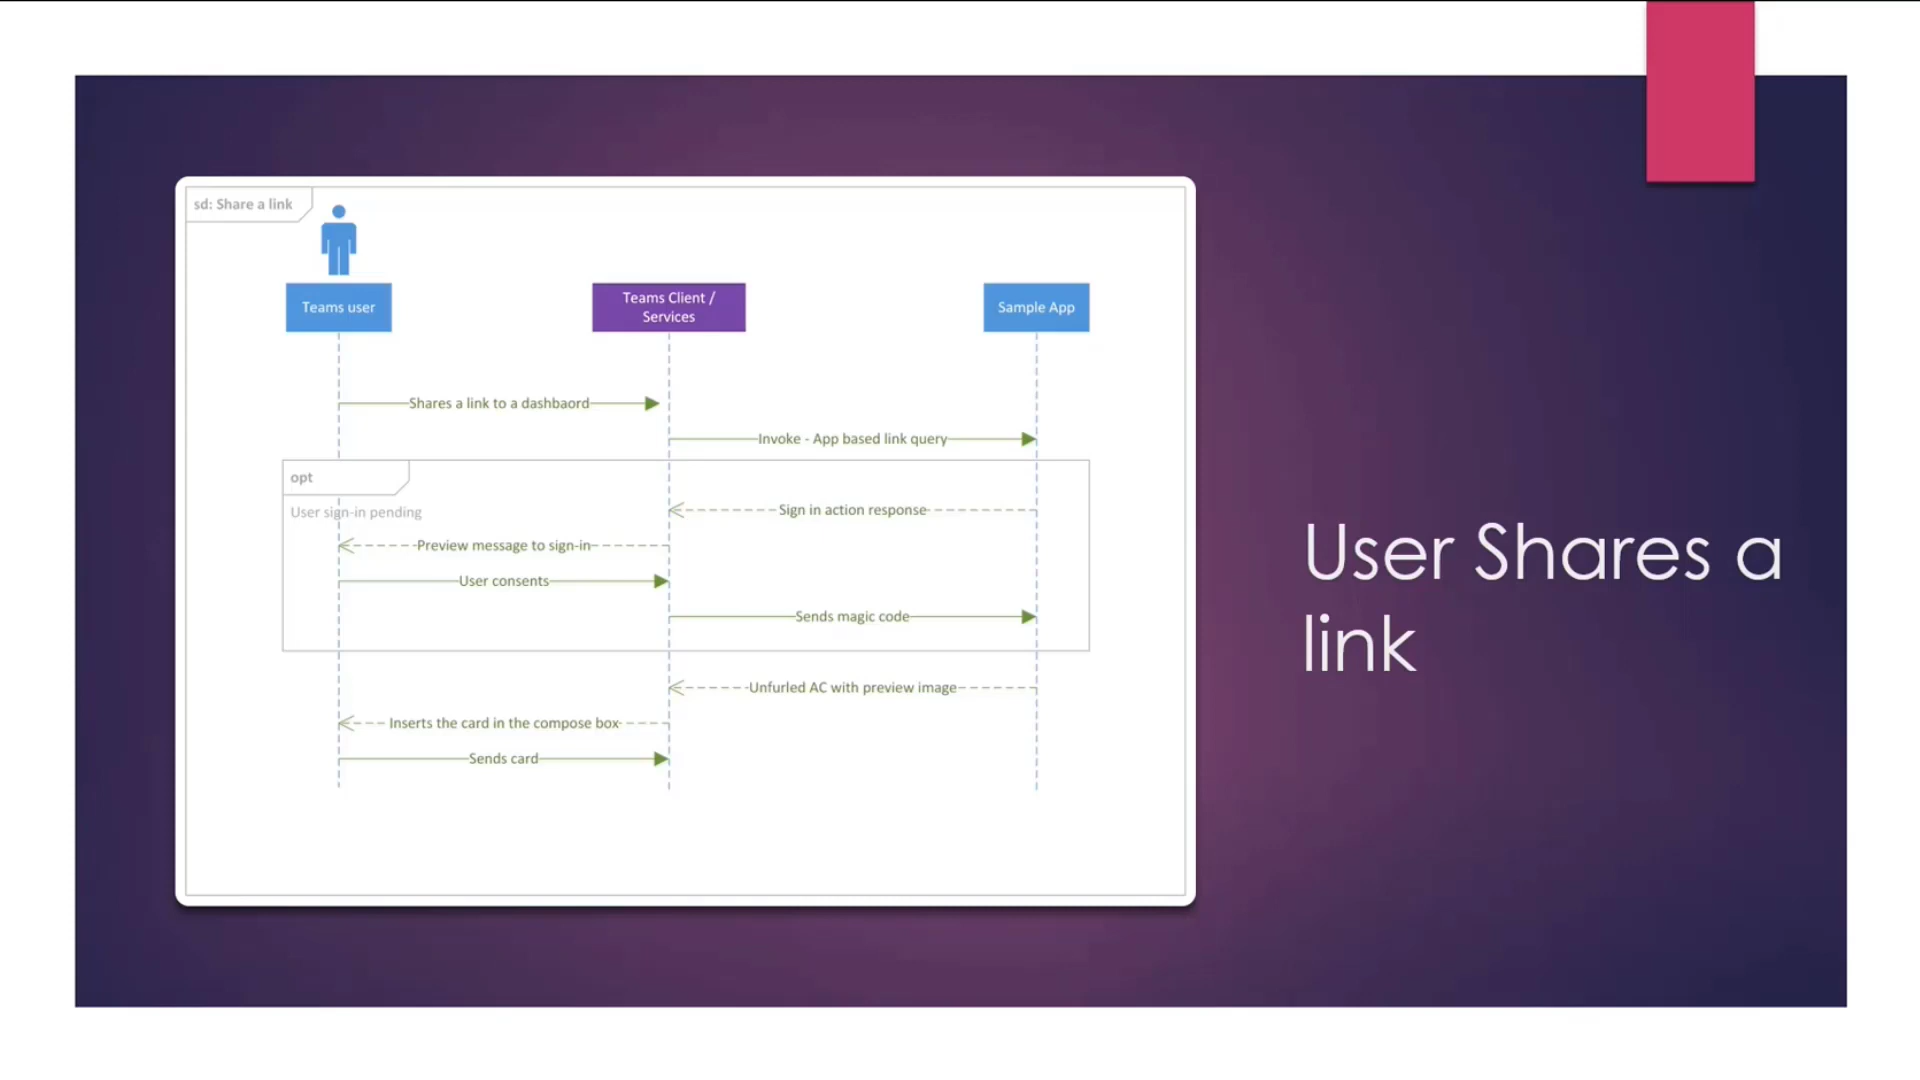 sd: Share a link
Teams user
Teams Client /
Services
Sample App
Shares a link to a dashbaord
Invoke - App based link query
opt
User sign-in pending
Sign in action response
Preview message to sign-in
User consents
Sends magic code
Unfurled AC with preview image
Inserts the card in the compose box
Sends card
User Shares a
link